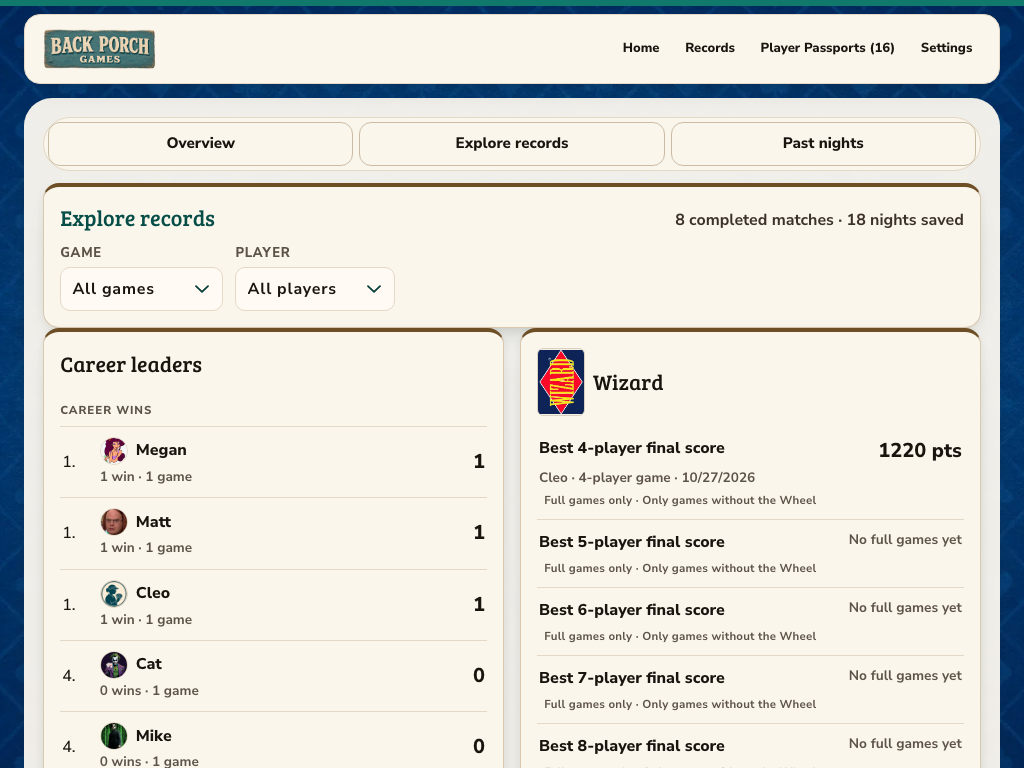 BACK PORCH
GAMES
Home
Records
Player Passports (16)
Settings
Overview
Explore records
Past nights
Explore records
8 completed matches · 18 nights saved
GAME
PLAYER
All games
All players
Career leaders
CAREER WINS
1.
Megan
1 win · 1 game
1
1.
Matt
1 win · 1 game
1
1.
Cleo
1 win · 1 game
1
4.
Cat
0 wins · 1 game
0
4.
Mike
0 wins · 1 game
0
WIZARD
Wizard
Best 4-player final score
1220 pts
Cleo · 4-player game · 10/27/2026
Full games only · Only games without the Wheel
Best 5-player final score
No full games yet
Full games only · Only games without the Wheel
Best 6-player final score
No full games yet
Full games only · Only games without the Wheel
Best 7-player final score
No full games yet
Full games only · Only games without the Wheel
Best 8-player final score
No full games yet